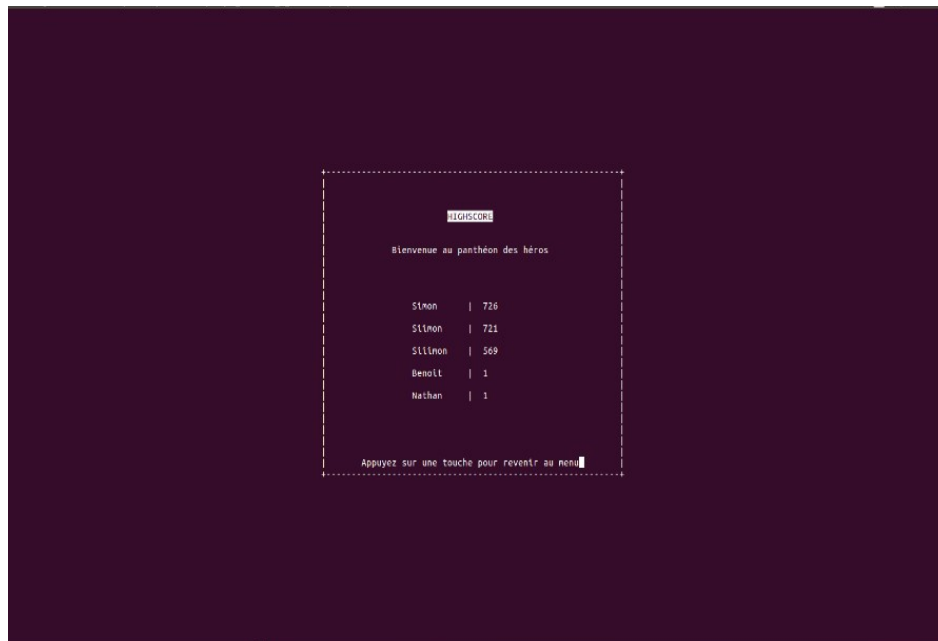 HIGHSCORE
Bienvenue au panthéon des héros
Simon | 726
Siimon | 721
Siiimon | 569
Benoit | 1
Nathan | 1
Appuyez sur une touche pour revenir au menu